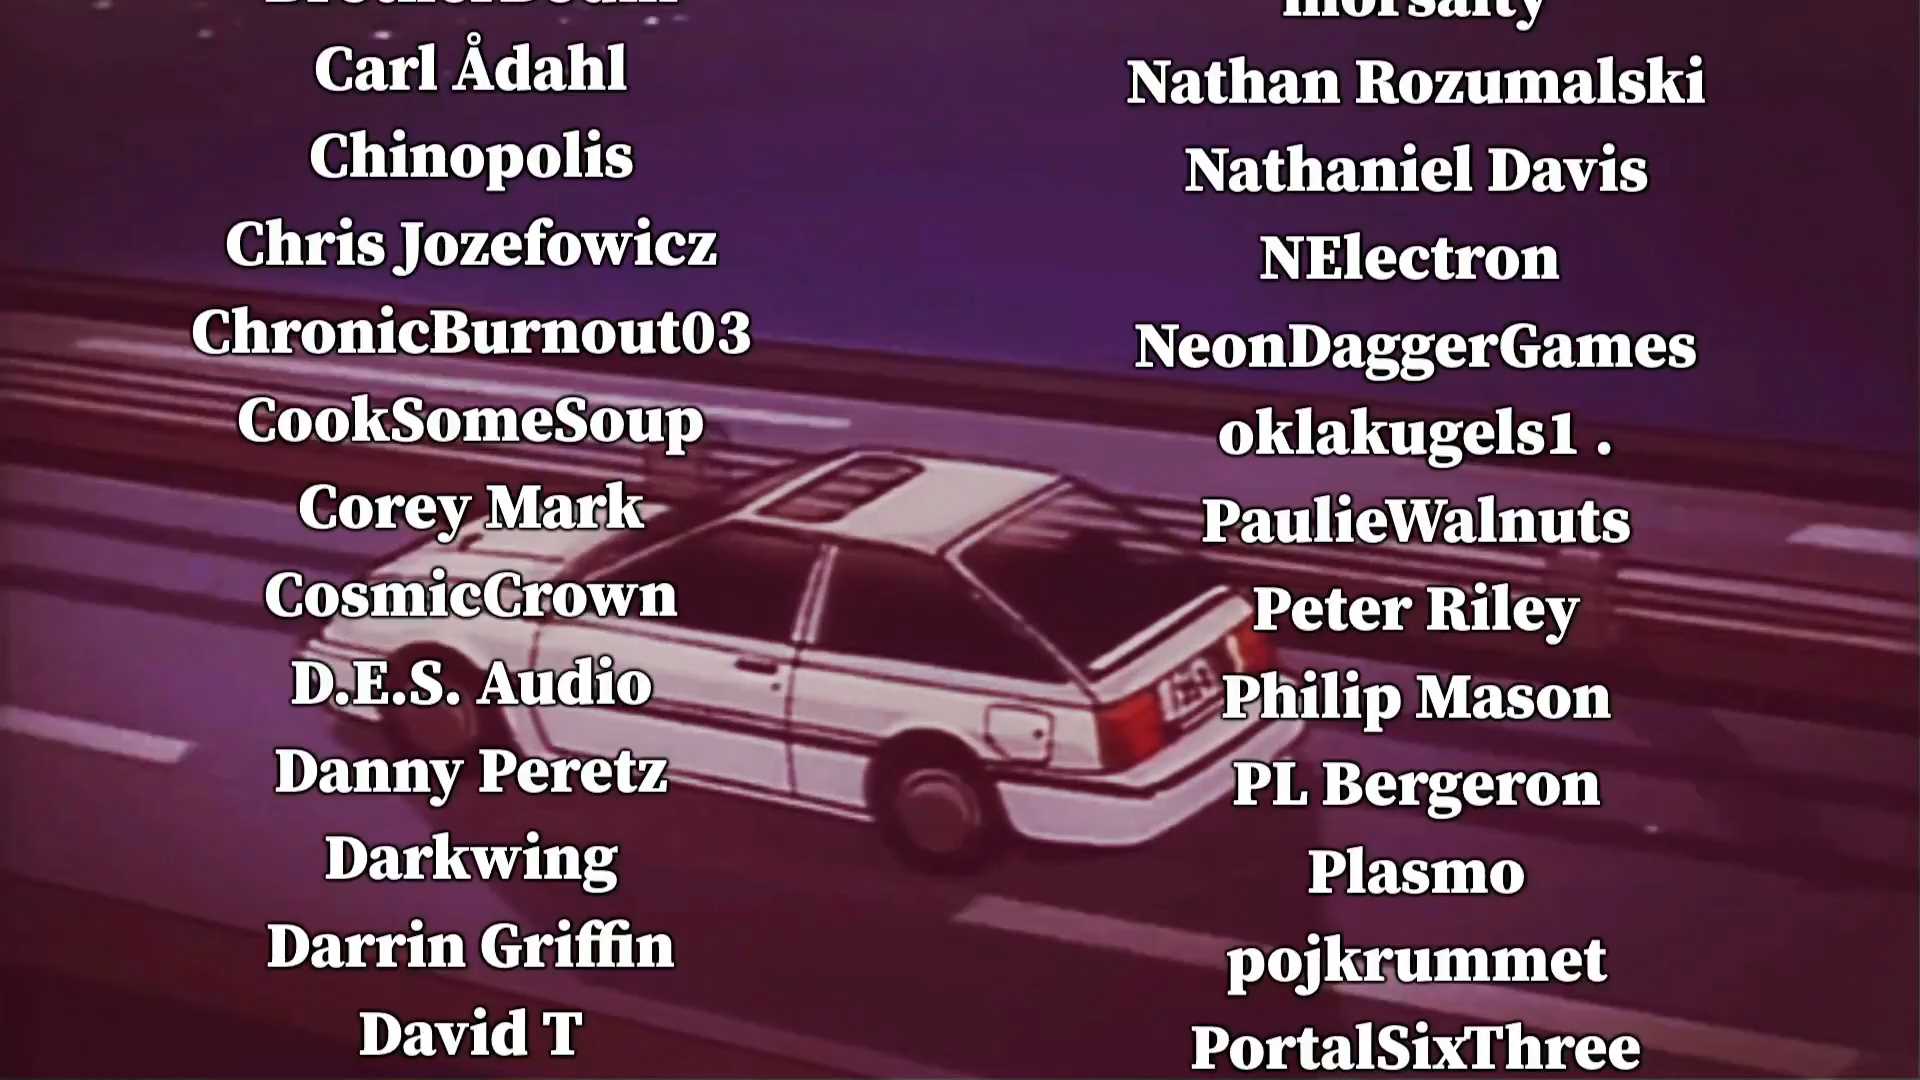 Carl Ådahl
Chinopolis
Chris Jozefowicz
ChronicBurnout03
CookSomeSoup
Corey Mark
CosmicCrown
D.E.S. Audio
Danny Peretz
Darkwing
Darrin Griffin
David T
Nathan Rozumalski
Nathaniel Davis
NElectron
NeonDaggerGames
oklakugels1 .
PaulieWalnuts
Peter Riley
Philip Mason
PL Bergeron
Plasmo
pojkrummet
PortalSixThree